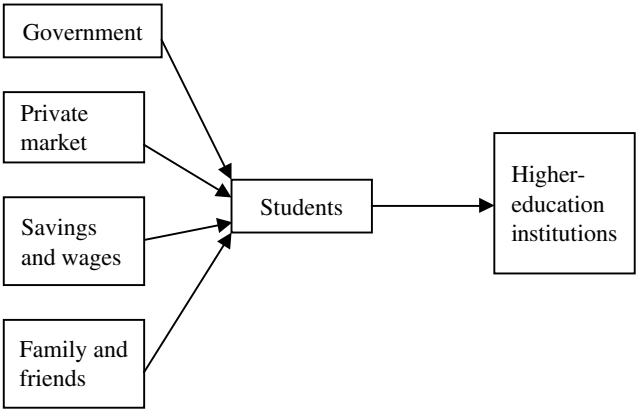 Government
Private
market
Savings
and wages
Family and
friends
Students
Higher-
education
institutions